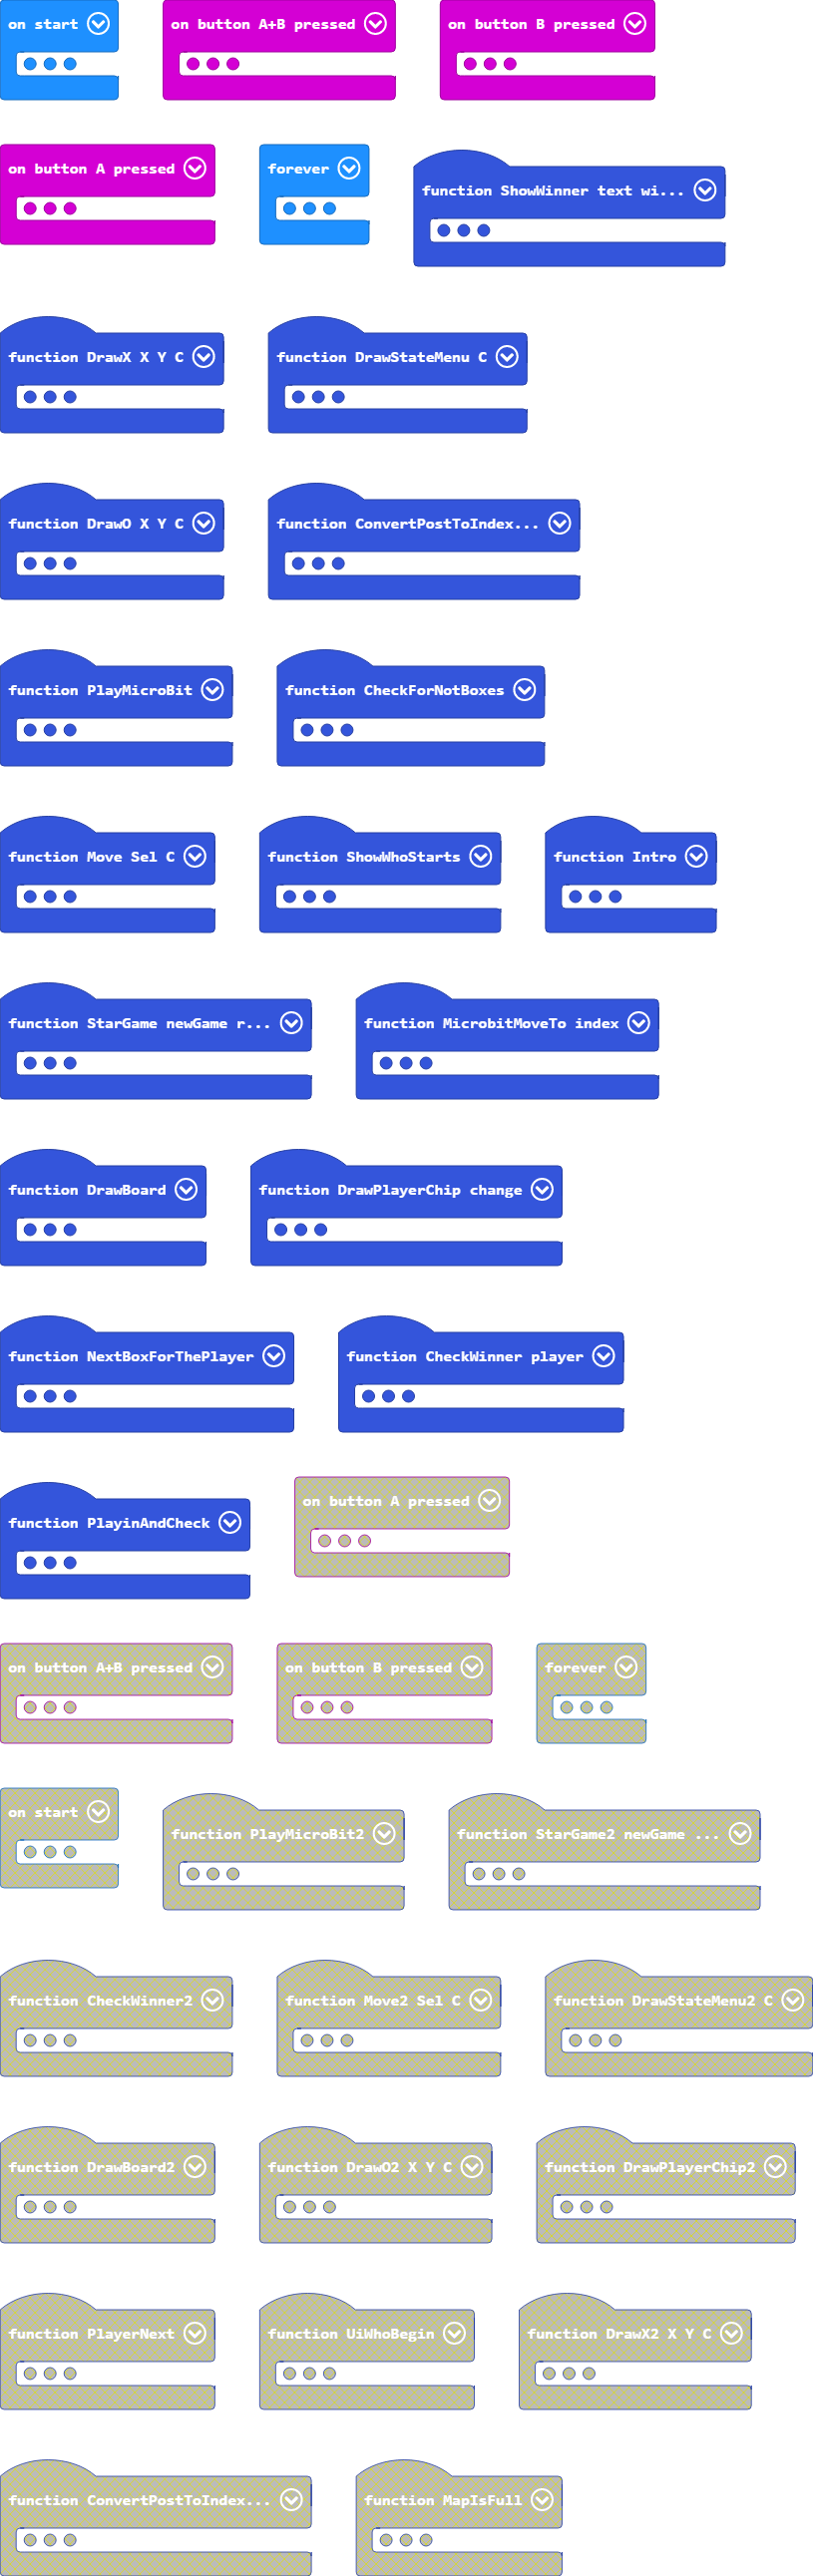 on start
on button A+B pressed
on button B pressed
on button A pressed
forever
function ShowWinner text wi...
function DrawX X Y C
function DrawStateMenu C
function DrawO X Y C
function ConvertPostToIndex...
function PlayMicroBit
function CheckForNotBoxes
function Move Sel C
function ShowWhoStarts
function Intro
function StarGame newGame r...
function MicrobitMoveTo index
function DrawBoard
function DrawPlayerChip change
function NextBoxForThePlayer
function CheckWinner player
function PlayinAndCheck
on button A pressed
on button A+B pressed
on button B pressed
forever
on start
function PlayMicroBit2
function StarGame2 newGame ...
function CheckWinner2
function Move2 Sel C
function DrawStateMenu2 C
function DrawBoard2
function DrawO2 X Y C
function DrawPlayerChip2
function PlayerNext
function UiWhoBegin
function DrawX2 X Y C
function ConvertPostToIndex...
function MapIsFull